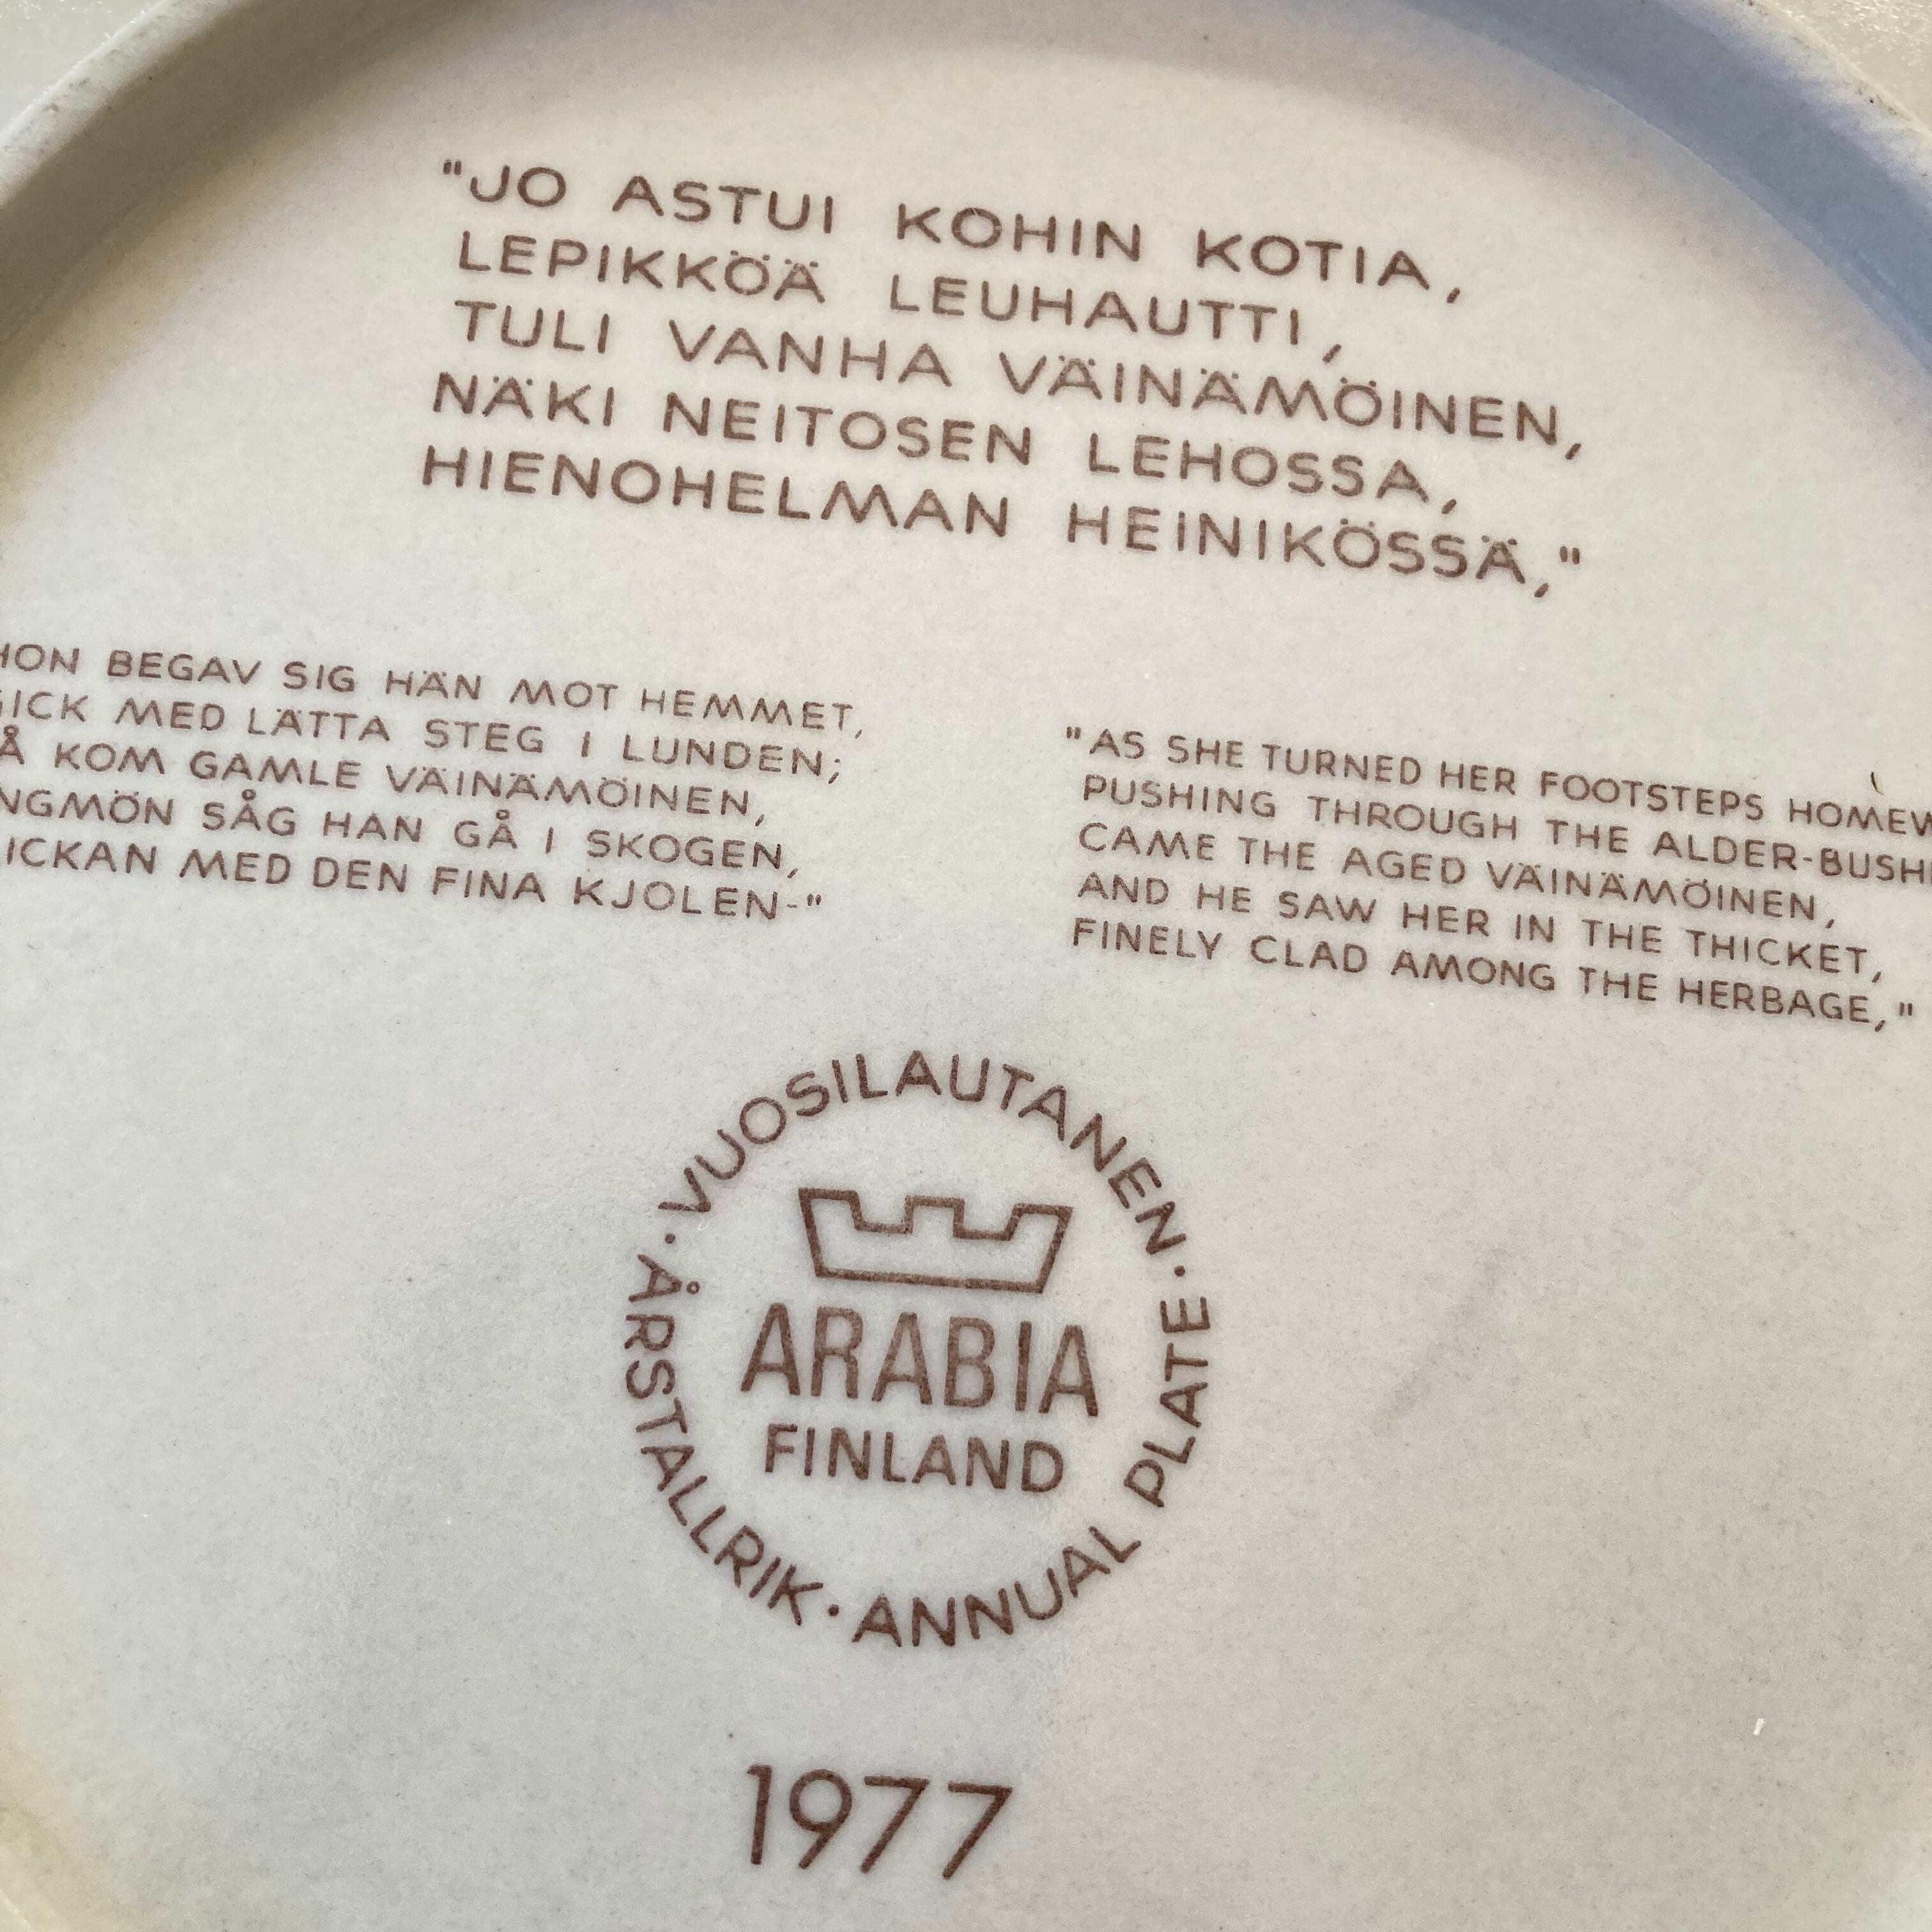 "JO ASTUI KOHIN KOTIA,
LEPIKKÖÄ LEUHAUTTI,
TULI VANHA VÄINÄMÖINEN,
NÄKI NEITOSEN LEHOSSA,
HIENOHELMAN HEINIKÖSSÄ,"
HON BEGAV SIG HÄN MOT HEMMET,
GICK MED LÄTTA STEG I LUNDEN;
KOM GAMLE VÄINÄMÖINEN,
SÅG HAN GÅ I SKOGEN,
MED DEN FINA KJOLEN-"
"AS SHE TURNED HER FOOTSTEPS
PUSHING THROUGH THE
CAME THE AGED VÄINÄMÖINEN,
AND HE SAW HER IN THE THICKET,
FINELY CLAD AMONG THE HERBAGE,"
VUOSILAUTANEN · ÅRSTALLRIK · ANNUAL PLATE ·
ARABIA
FINLAND
1977